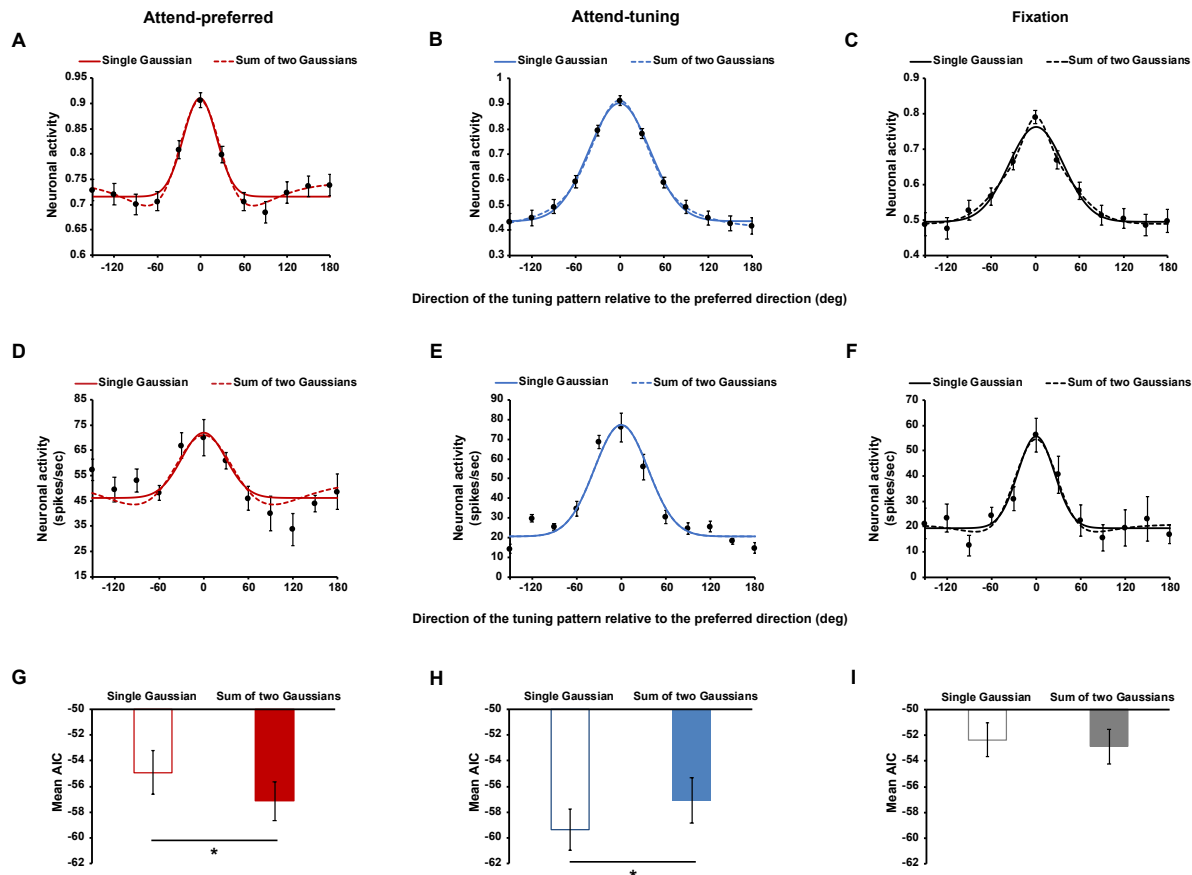 Attend-preferred
Attend-tuning
Fixation
A
Single Gaussian
Sum of two Gaussians
Neuronal activity
0.95
0.9
0.85
0.8
0.75
0.7
0.65
0.6
-120
-60
0
60
120
180
B
Single Gaussian
Sum of two Gaussians
Neuronal activity
1
0.9
0.8
0.7
0.6
0.5
0.4
0.3
-120
-60
0
60
120
180
C
Single Gaussian
Sum of two Gaussians
Neuronal activity
0.9
0.8
0.7
0.6
0.5
0.4
-120
-60
0
60
120
180
Direction of the tuning pattern relative to the preferred direction (deg)
D
Single Gaussian
Sum of two Gaussians
Neuronal activity
(spikes/sec)
85
75
65
55
45
35
25
15
-120
-60
0
60
120
180
E
Single Gaussian
Sum of two Gaussians
Neuronal activity
(spikes/sec)
90
80
70
60
50
40
30
20
10
0
-120
-60
0
60
120
180
F
Single Gaussian
Sum of two Gaussians
Neuronal activity
(spikes/sec)
70
60
50
40
30
20
10
0
-120
-60
0
60
120
180
Direction of the tuning pattern relative to the preferred direction (deg)
G
Single Gaussian
Sum of two Gaussians
Mean AIC
-50
-52
-54
-56
-58
-60
-62
*
H
Single Gaussian
Sum of two Gaussians
Mean AIC
-50
-52
-54
-56
-58
-60
-62
*
I
Single Gaussian
Sum of two Gaussians
Mean AIC
-50
-52
-54
-56
-58
-60
-62